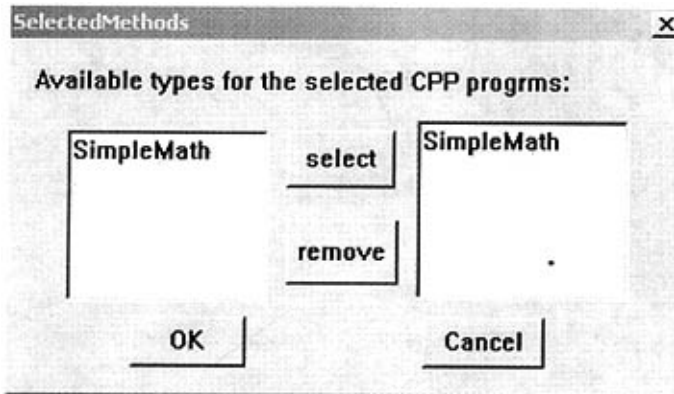 SelectedMethods
Available types for the selected CPP progrms:
SimpleMath
select
SimpleMath
remove
OK
Cancel